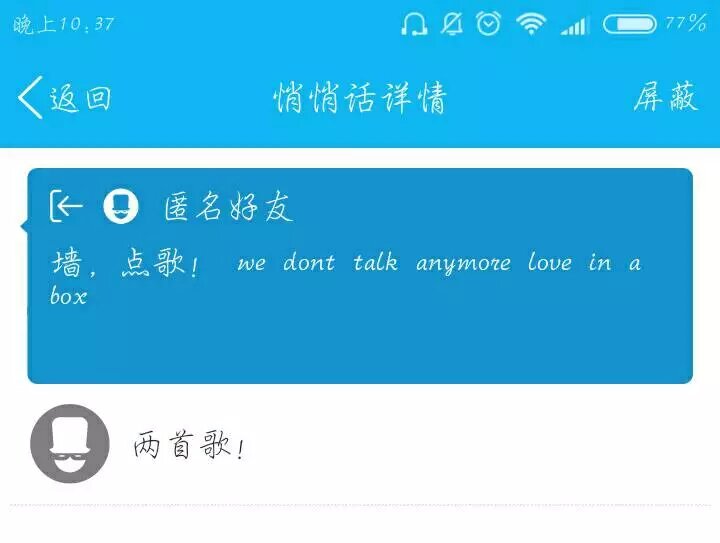 晚上10:37 77%
返回 悄悄话详情 屏蔽
匿名好友
墙，点歌！ we dont talk anymore love in a
box
两首歌！